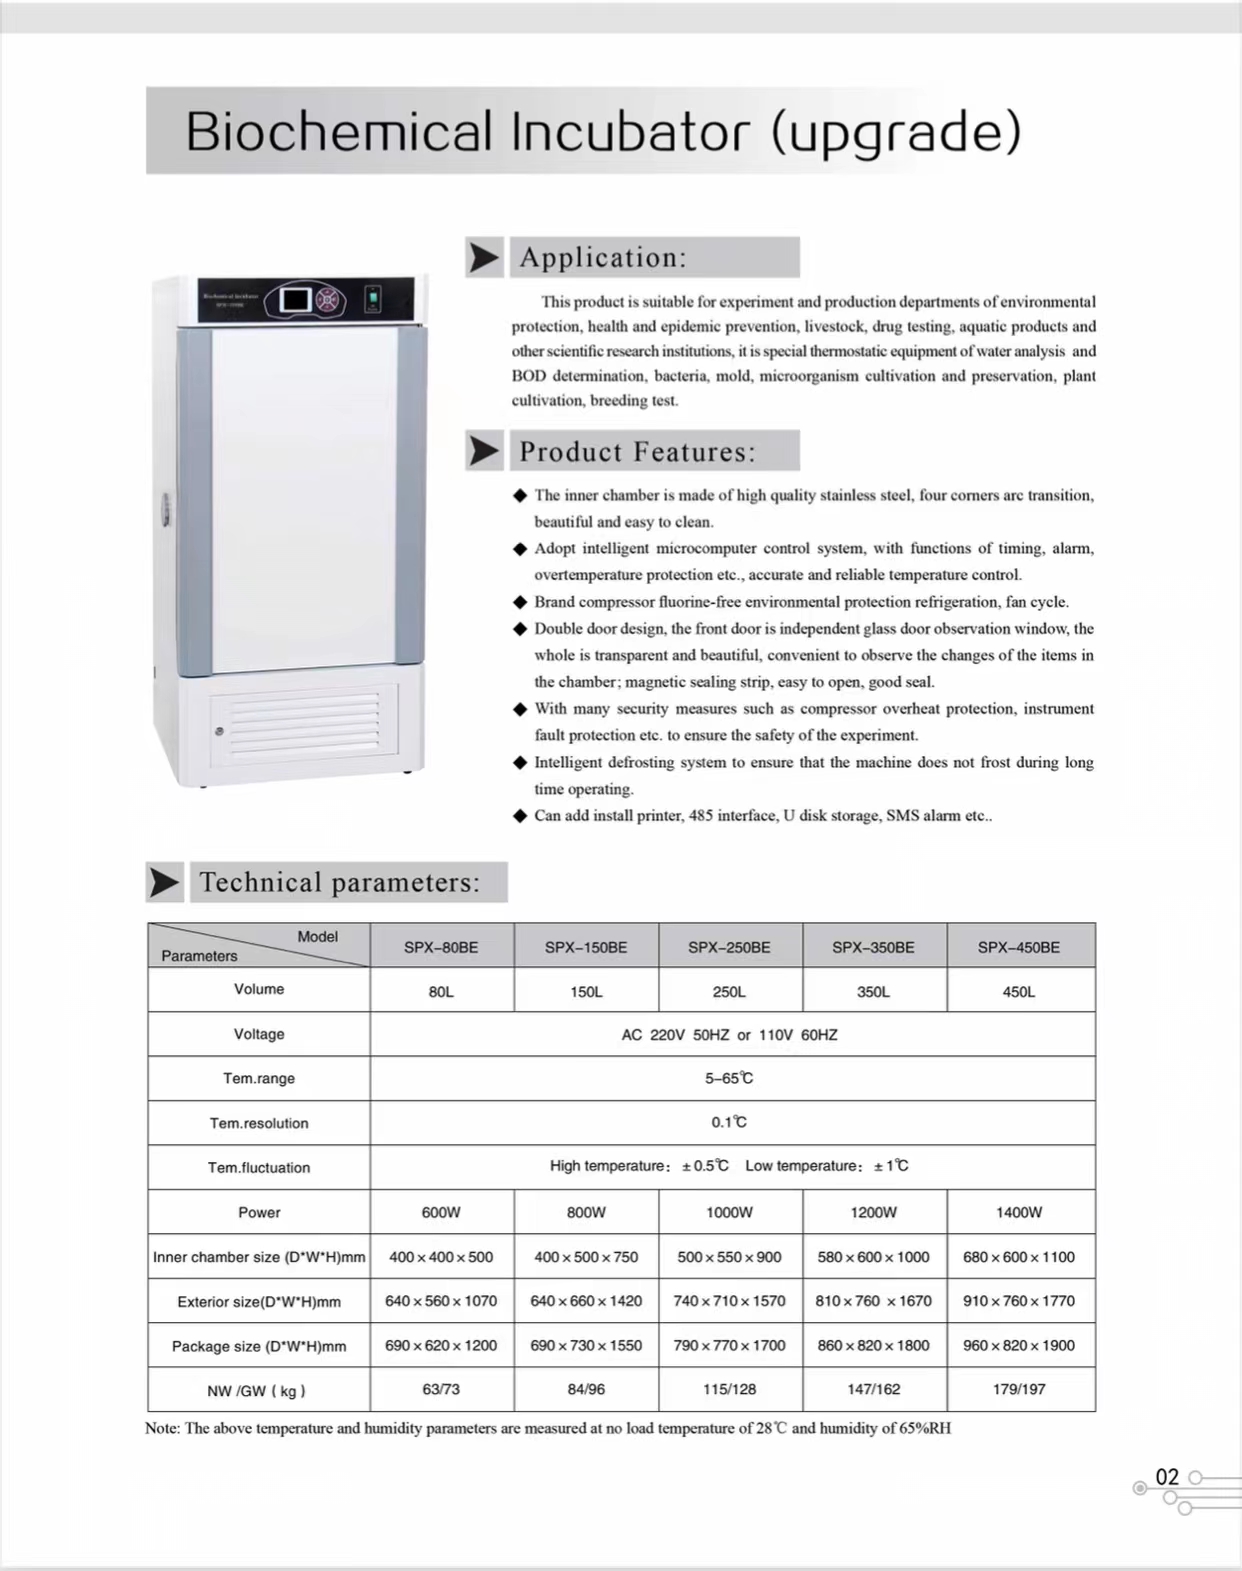 Biochemical Incubator (upgrade)
Application:
This product is suitable for experiment and production departments of environmental
protection, health and epidemic prevention, livestock, drug testing, aquatic products and
other scientific research institutions, it is special thermostatic equipment of water analysis and
BOD determination, bacteria, mold, microorganism cultivation and preservation, plant
cultivation, breeding test.
Product Features:
◆ The inner chamber is made of high quality stainless steel, four corners arc transition,
beautiful and easy to clean.
◆ Adopt intelligent microcomputer control system, with functions of timing, alarm,
overtemperature protection etc., accurate and reliable temperature control.
◆ Brand compressor fluorine-free environmental protection refrigeration, fan cycle.
◆ Double door design, the front door is independent glass door observation window, the
whole is transparent and beautiful, convenient to observe the changes of the items in
the chamber; magnetic sealing strip, easy to open, good seal.
◆ With many security measures such as compressor overheat protection, instrument
fault protection etc. to ensure the safety of the experiment.
◆ Intelligent defrosting system to ensure that the machine does not frost during long
time operating.
◆ Can add install printer, 485 interface, U disk storage, SMS alarm etc..
Biochemical Incubator
Technical parameters:
Parameters Model SPX-80BE SPX-150BE SPX-250BE SPX-350BE SPX-450BE
Volume 80L 150L 250L 350L 450L
Voltage AC 220V 50HZ or 110V 60HZ
Tem.range 5-65℃
Tem.resolution 0.1℃
Tem.fluctuation High temperature: ±0.5℃ Low temperature: ±1℃
Power 600W 800W 1000W 1200W 1400W
Inner chamber size (D*W*H)mm 400×400×500 400×500×750 500×550×900 580×600×1000 680×600×1100
Exterior size(D*W*H)mm 640×560×1070 640×660×1420 740×710×1570 810×760 ×1670 910×760×1770
Package size (D*W*H)mm 690×620×1200 690×730×1550 790×770×1700 860×820×1800 960×820×1900
NW /GW ( kg ) 63/73 84/96 115/128 147/162 179/197
Note: The above temperature and humidity parameters are measured at no load temperature of 28℃ and humidity of 65%RH
02